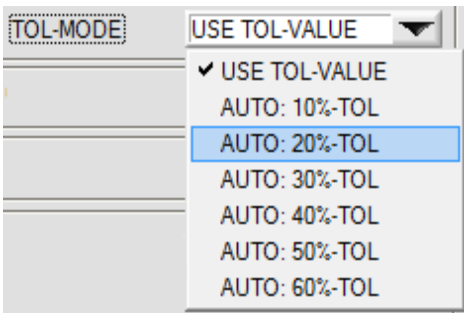 TOL-MODE USE TOL-VALUE
USE TOL-VALUE
AUTO: 10%-TOL
AUTO: 20%-TOL
AUTO: 30%-TOL
AUTO: 40%-TOL
AUTO: 50%-TOL
AUTO: 60%-TOL